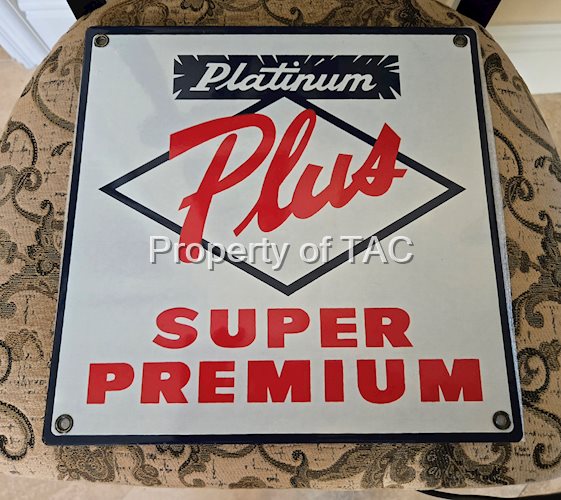 Platinum
Plus
Property of TAC
SUPER
PREMIUM